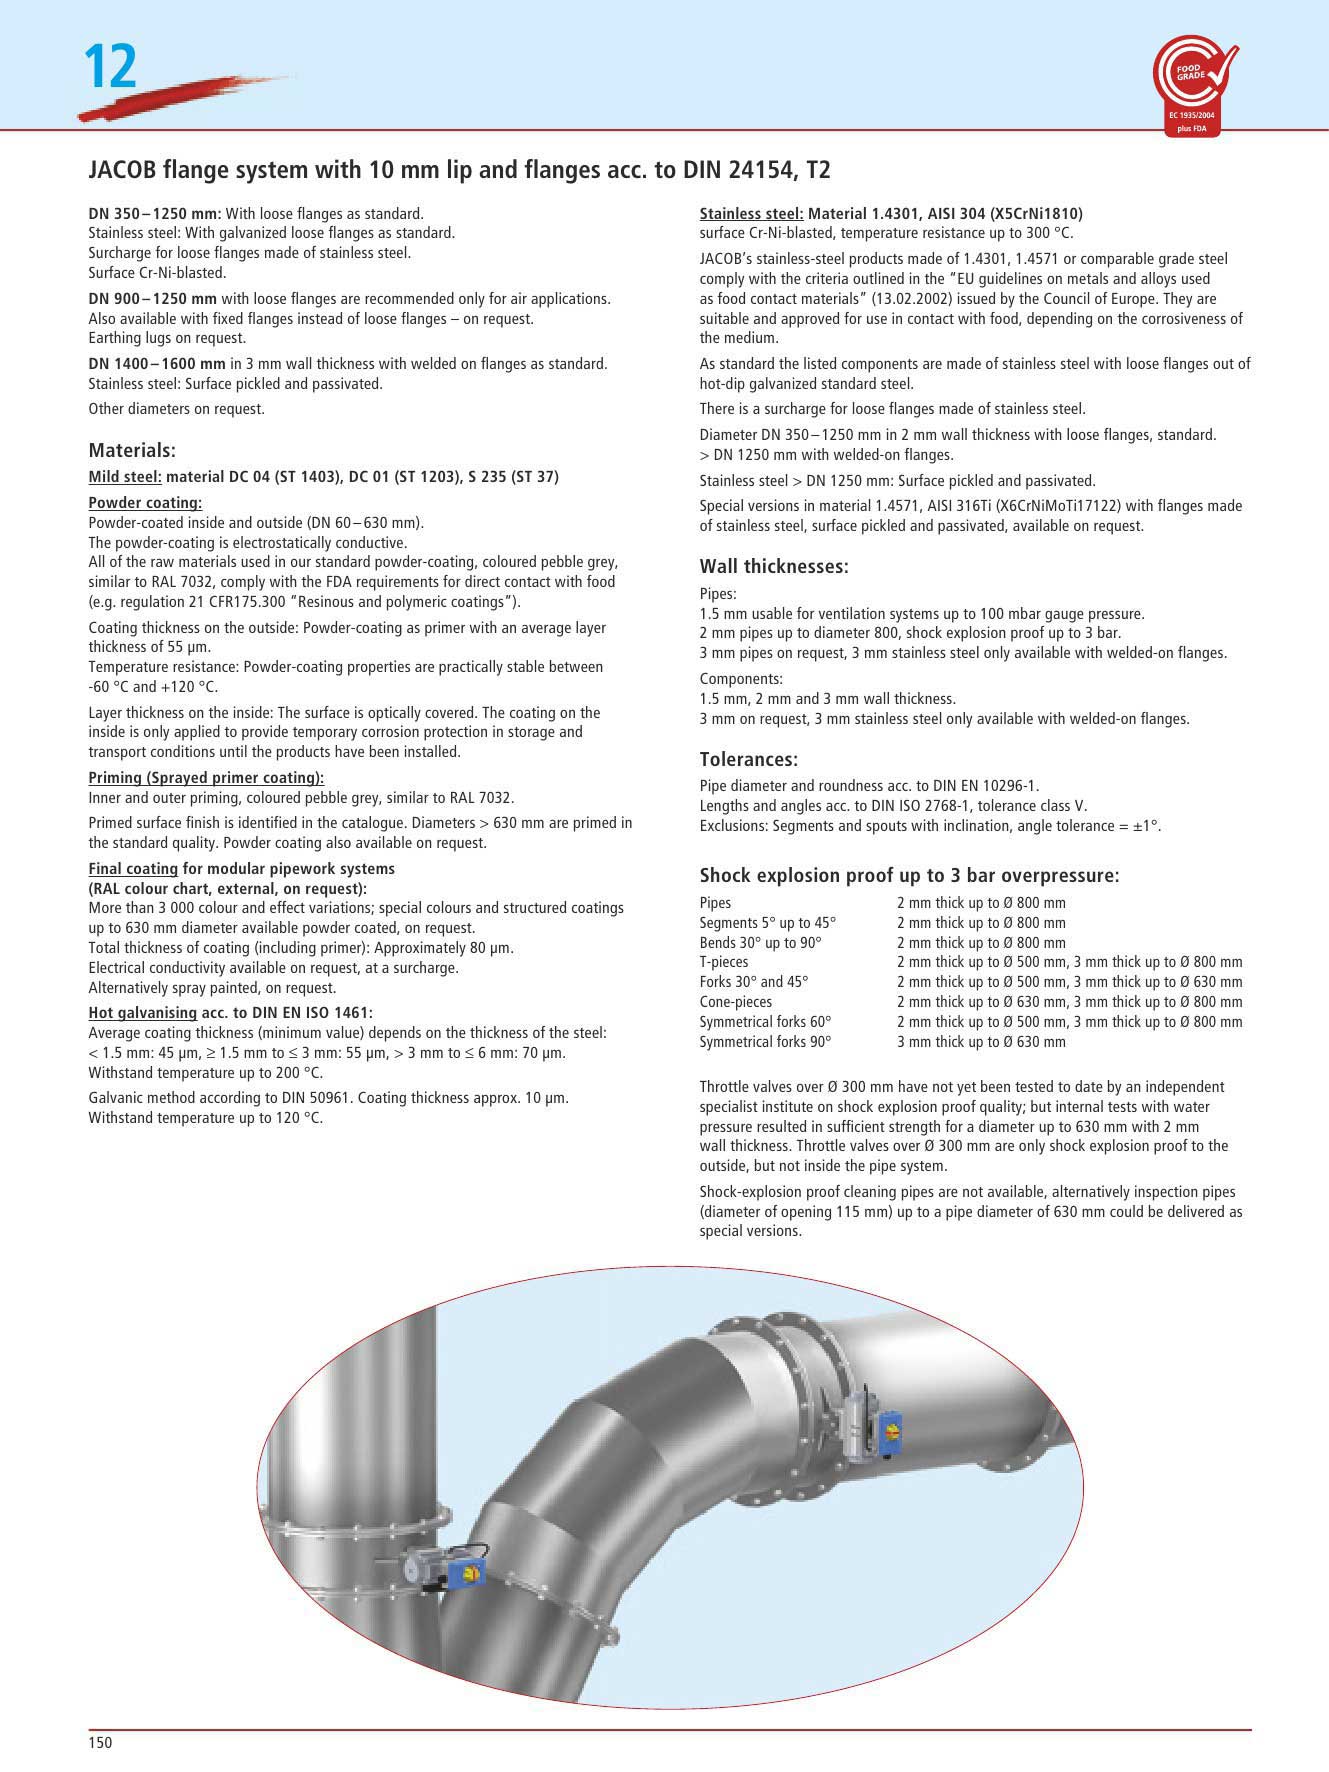 12
FOOD
GRADE
EC 1935/2004
plus FDA
JACOB flange system with 10 mm lip and flanges acc. to DIN 24154, T2
DN 350–1250 mm: With loose flanges as standard.
Stainless steel: With galvanized loose flanges as standard.
Surcharge for loose flanges made of stainless steel.
Surface Cr-Ni-blasted.
DN 900–1250 mm with loose flanges are recommended only for air applications.
Also available with fixed flanges instead of loose flanges – on request.
Earthing lugs on request.
DN 1400–1600 mm in 3 mm wall thickness with welded on flanges as standard.
Stainless steel: Surface pickled and passivated.
Other diameters on request.
Materials:
Mild steel: material DC 04 (ST 1403), DC 01 (ST 1203), S 235 (ST 37)
Powder coating:
Powder-coated inside and outside (DN 60–630 mm).
The powder-coating is electrostatically conductive.
All of the raw materials used in our standard powder-coating, coloured pebble grey,
similar to RAL 7032, comply with the FDA requirements for direct contact with food
(e.g. regulation 21 CFR175.300 “Resinous and polymeric coatings”).
Coating thickness on the outside: Powder-coating as primer with an average layer
thickness of 55 µm.
Temperature resistance: Powder-coating properties are practically stable between
-60 °C and +120 °C.
Layer thickness on the inside: The surface is optically covered. The coating on the
inside is only applied to provide temporary corrosion protection in storage and
transport conditions until the products have been installed.
Priming (Sprayed primer coating):
Inner and outer priming, coloured pebble grey, similar to RAL 7032.
Primed surface finish is identified in the catalogue. Diameters > 630 mm are primed in
the standard quality. Powder coating also available on request.
Final coating for modular pipework systems
(RAL colour chart, external, on request):
More than 3 000 colour and effect variations; special colours and structured coatings
up to 630 mm diameter available powder coated, on request.
Total thickness of coating (including primer): Approximately 80 µm.
Electrical conductivity available on request, at a surcharge.
Alternatively spray painted, on request.
Hot galvanising acc. to DIN EN ISO 1461:
Average coating thickness (minimum value) depends on the thickness of the steel:
< 1.5 mm: 45 µm, ≥ 1.5 mm to ≤ 3 mm: 55 µm, > 3 mm to ≤ 6 mm: 70 µm.
Withstand temperature up to 200 °C.
Galvanic method according to DIN 50961. Coating thickness approx. 10 µm.
Withstand temperature up to 120 °C.
Stainless steel: Material 1.4301, AISI 304 (X5CrNi1810)
surface Cr-Ni-blasted, temperature resistance up to 300 °C.
JACOB’s stainless-steel products made of 1.4301, 1.4571 or comparable grade steel
comply with the criteria outlined in the “EU guidelines on metals and alloys used
as food contact materials” (13.02.2002) issued by the Council of Europe. They are
suitable and approved for use in contact with food, depending on the corrosiveness of
the medium.
As standard the listed components are made of stainless steel with loose flanges out of
hot-dip galvanized standard steel.
There is a surcharge for loose flanges made of stainless steel.
Diameter DN 350–1250 mm in 2 mm wall thickness with loose flanges, standard.
> DN 1250 mm with welded-on flanges.
Stainless steel > DN 1250 mm: Surface pickled and passivated.
Special versions in material 1.4571, AISI 316Ti (X6CrNiMoTi17122) with flanges made
of stainless steel, surface pickled and passivated, available on request.
Wall thicknesses:
Pipes:
1.5 mm usable for ventilation systems up to 100 mbar gauge pressure.
2 mm pipes up to diameter 800, shock explosion proof up to 3 bar.
3 mm pipes on request, 3 mm stainless steel only available with welded-on flanges.
Components:
1.5 mm, 2 mm and 3 mm wall thickness.
3 mm on request, 3 mm stainless steel only available with welded-on flanges.
Tolerances:
Pipe diameter and roundness acc. to DIN EN 10296-1.
Lengths and angles acc. to DIN ISO 2768-1, tolerance class V.
Exclusions: Segments and spouts with inclination, angle tolerance = ±1°.
Shock explosion proof up to 3 bar overpressure:
Pipes 2 mm thick up to Ø 800 mm
Segments 5° up to 45° 2 mm thick up to Ø 800 mm
Bends 30° up to 90° 2 mm thick up to Ø 800 mm
T-pieces 2 mm thick up to Ø 500 mm, 3 mm thick up to Ø 800 mm
Forks 30° and 45° 2 mm thick up to Ø 500 mm, 3 mm thick up to Ø 630 mm
Cone-pieces 2 mm thick up to Ø 630 mm, 3 mm thick up to Ø 800 mm
Symmetrical forks 60° 2 mm thick up to Ø 500 mm, 3 mm thick up to Ø 800 mm
Symmetrical forks 90° 3 mm thick up to Ø 630 mm
Throttle valves over Ø 300 mm have not yet been tested to date by an independent
specialist institute on shock explosion proof quality; but internal tests with water
pressure resulted in sufficient strength for a diameter up to 630 mm with 2 mm
wall thickness. Throttle valves over Ø 300 mm are only shock explosion proof to the
outside, but not inside the pipe system.
Shock-explosion proof cleaning pipes are not available, alternatively inspection pipes
(diameter of opening 115 mm) up to a pipe diameter of 630 mm could be delivered as
special versions.
150